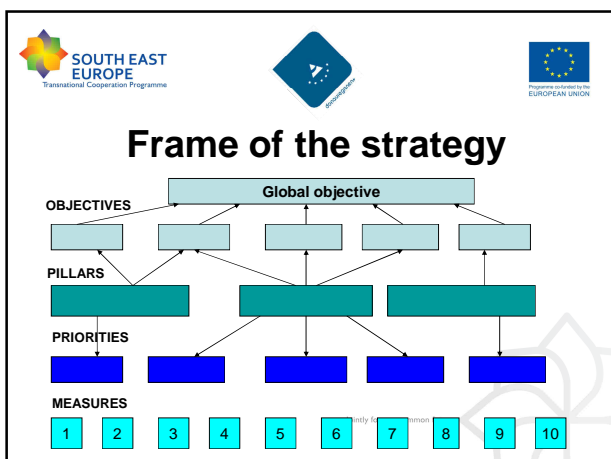 SOUTH EAST
EUROPE
Transnational Cooperation Programme
donauregionen+
Programme co-funded by the
EUROPEAN UNION
Frame of the strategy
Global objective
OBJECTIVES
PILLARS
PRIORITIES
MEASURES
1 2 3 4 5 6 7 8 9 10